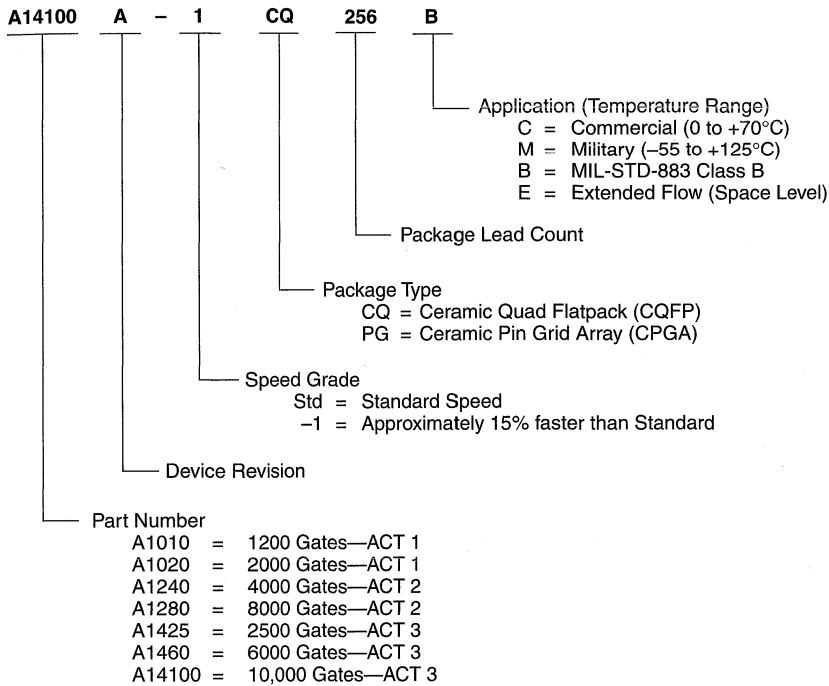 A14100 A – 1 CQ 256 B
Application (Temperature Range)
C = Commercial (0 to +70°C)
M = Military (–55 to +125°C)
B = MIL-STD-883 Class B
E = Extended Flow (Space Level)
Package Lead Count
Package Type
CQ = Ceramic Quad Flatpack (CQFP)
PG = Ceramic Pin Grid Array (CPGA)
Speed Grade
Std = Standard Speed
–1 = Approximately 15% faster than Standard
Device Revision
Part Number
A1010 = 1200 Gates—ACT 1
A1020 = 2000 Gates—ACT 1
A1240 = 4000 Gates—ACT 2
A1280 = 8000 Gates—ACT 2
A1425 = 2500 Gates—ACT 3
A1460 = 6000 Gates—ACT 3
A14100 = 10,000 Gates—ACT 3